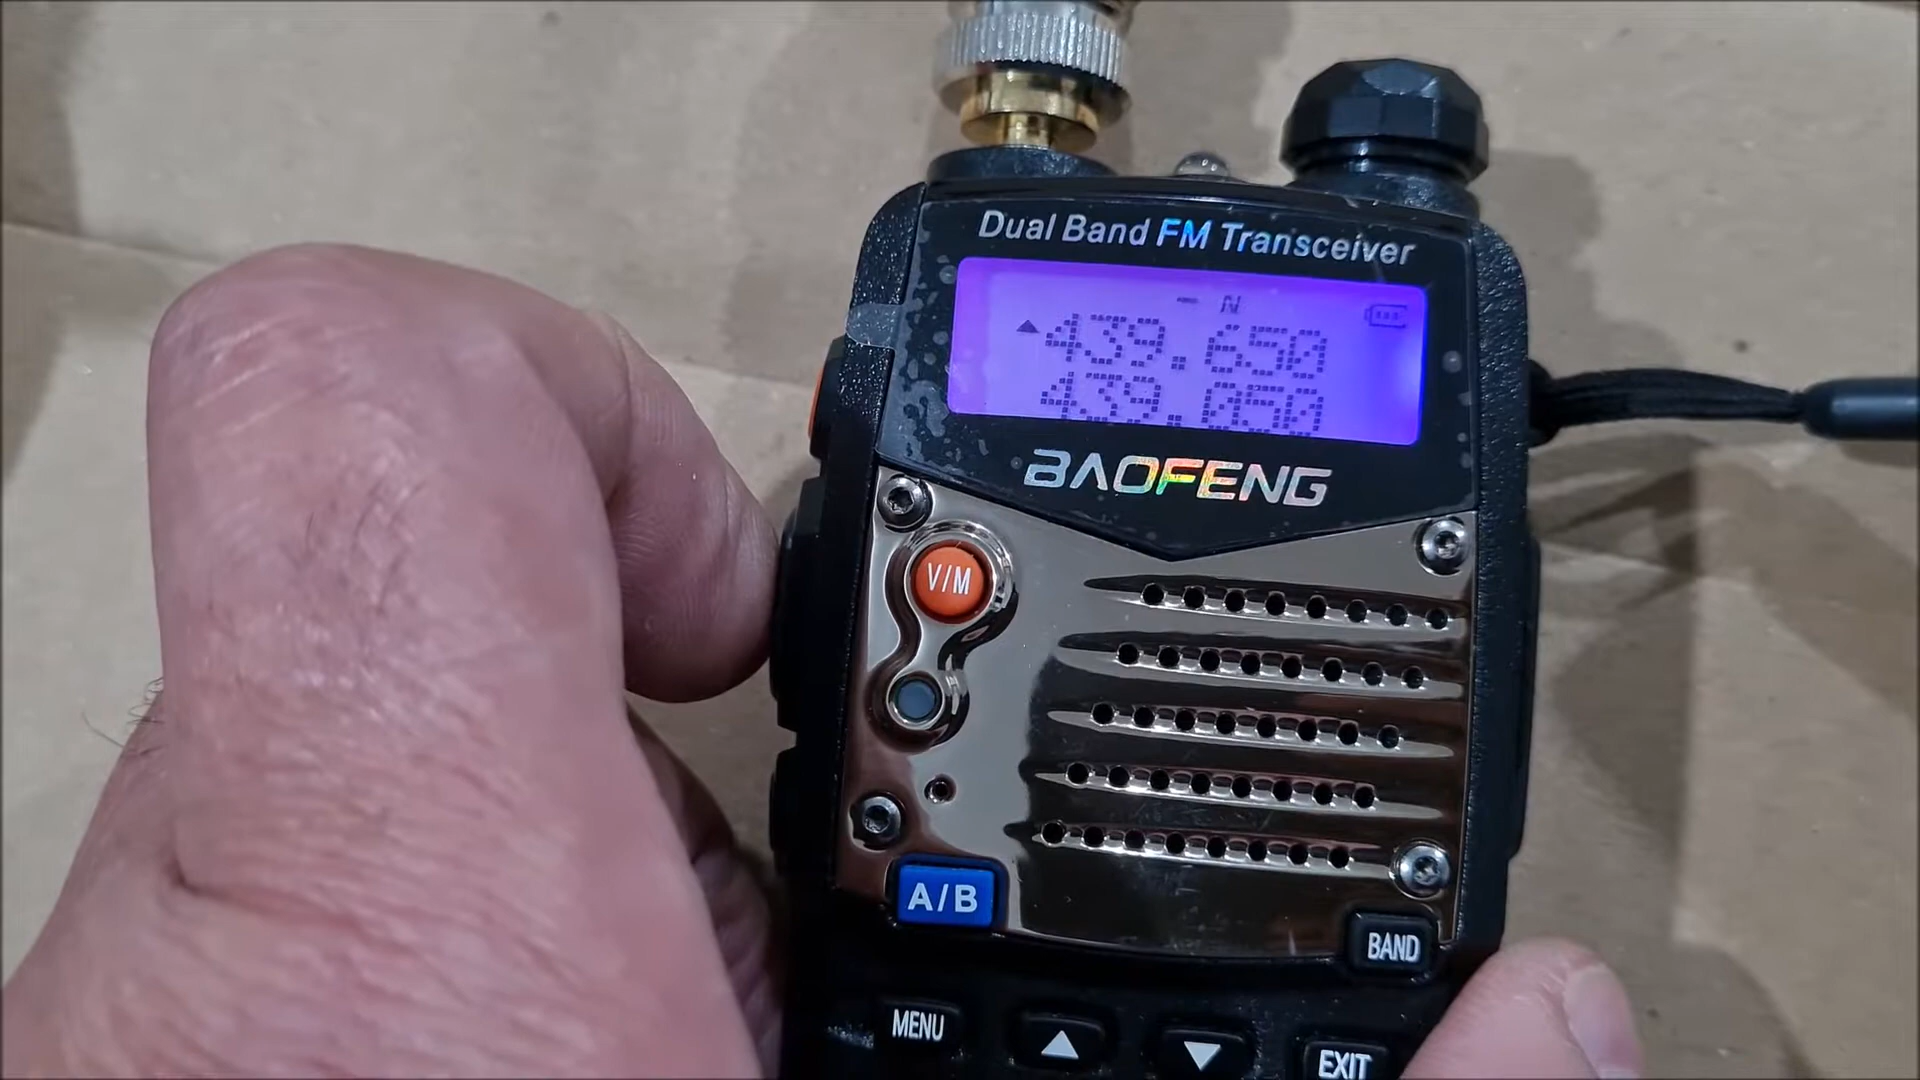 Dual Band FM Transceiver
– N
▲439.650
439.050
BAOFENG
V/M
A/B
BAND
MENU
▲
▼
EXIT